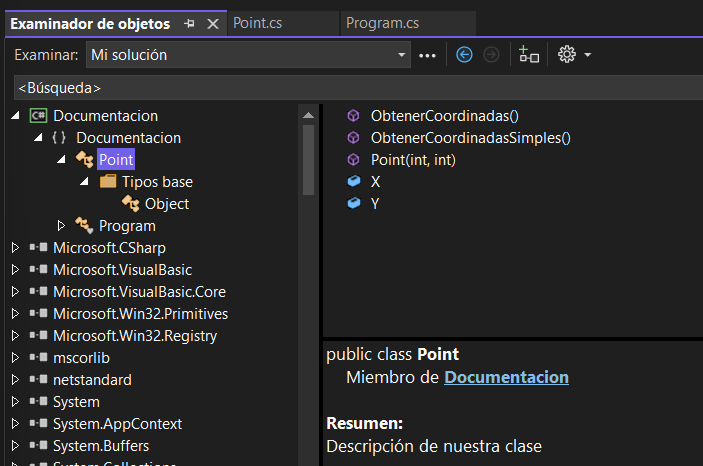 Examinador de objetos
Point.cs
Program.cs
Examinar: Mi solución
<Búsqueda>
C# Documentacion
{ } Documentacion
Point
Tipos base
Object
Program
Microsoft.CSharp
Microsoft.VisualBasic
Microsoft.VisualBasic.Core
Microsoft.Win32.Primitives
Microsoft.Win32.Registry
mscorlib
netstandard
System
System.AppContext
System.Buffers
System.Collections
ObtenerCoordinadas()
ObtenerCoordinadasSimples()
Point(int, int)
X
Y
public class Point
Miembro de Documentacion
Resumen:
Descripción de nuestra clase